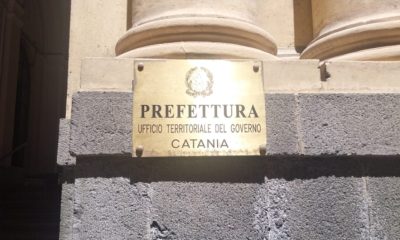 PREFETTURA
UFFICIO TERRITORIALE DEL GOVERNO
CATANIA